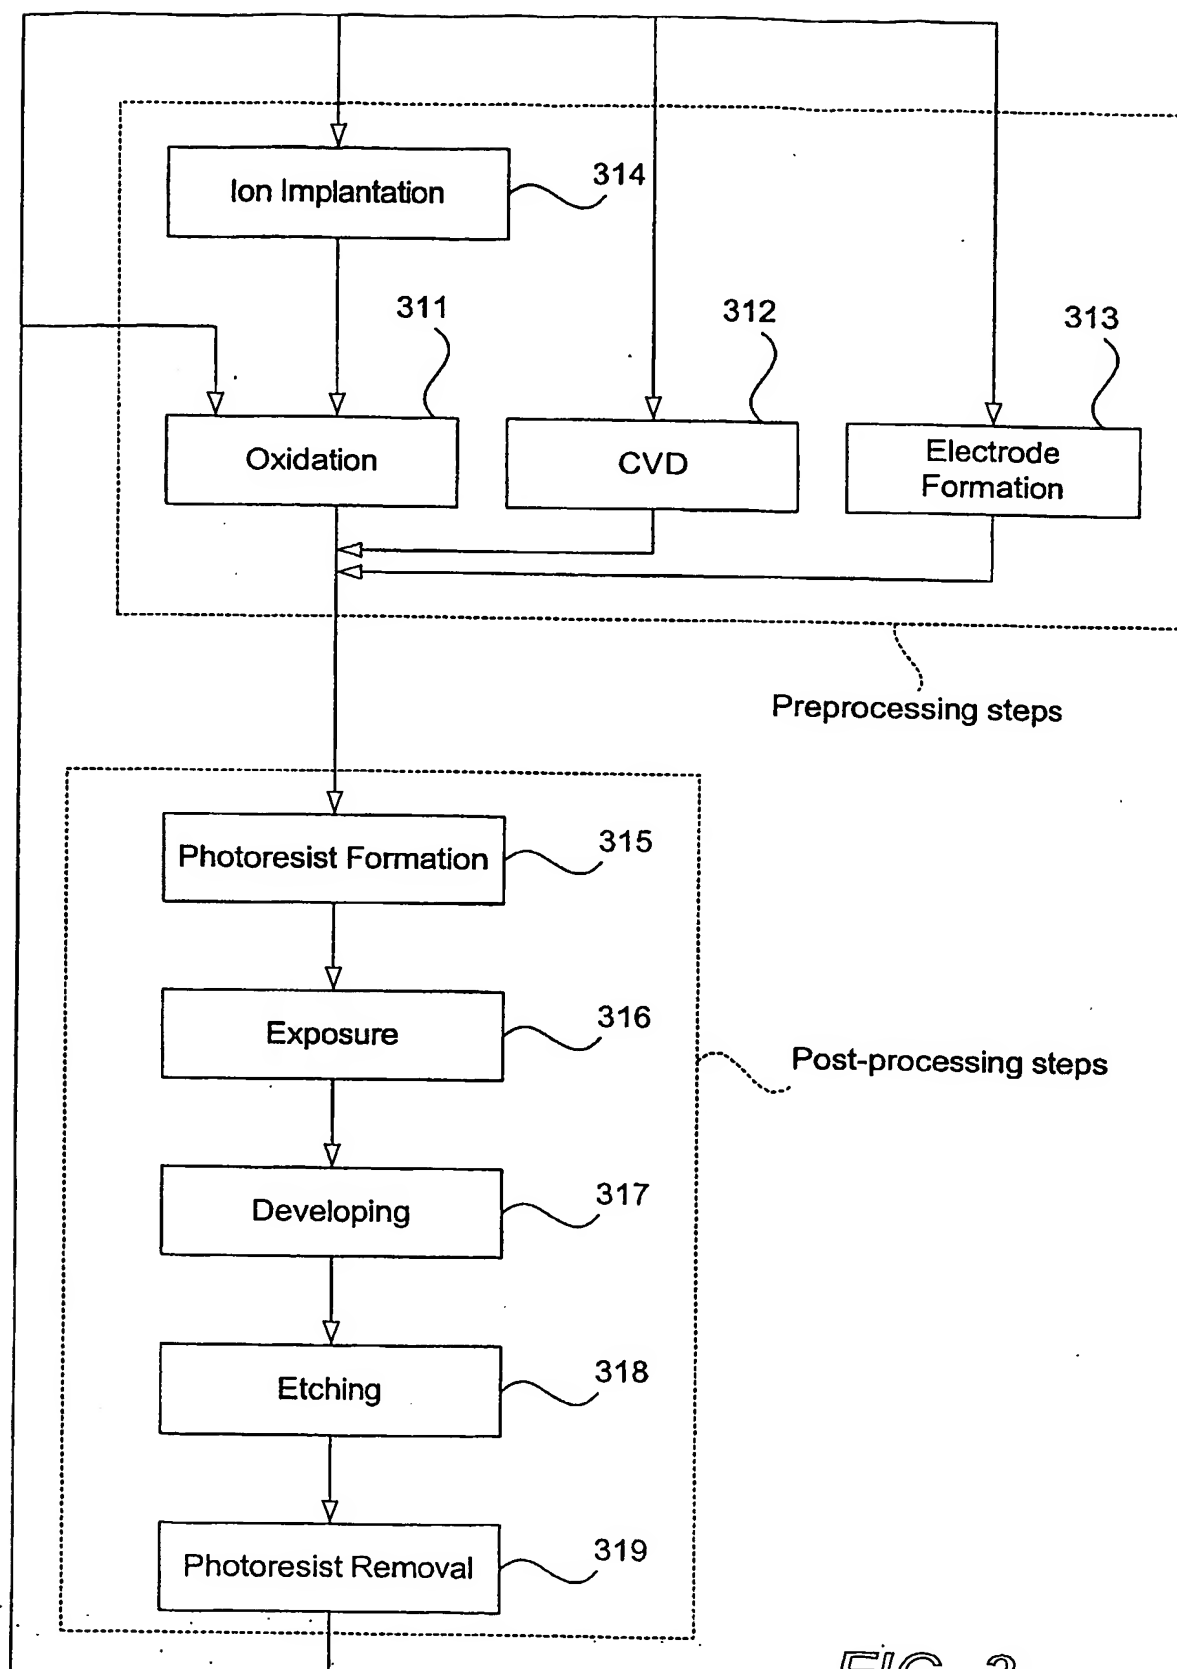 Ion Implantation
314
311
312
313
Oxidation
CVD
Electrode
Formation
Preprocessing steps
Photoresist Formation
315
Exposure
316
Post-processing steps
Developing
317
Etching
318
Photoresist Removal
319